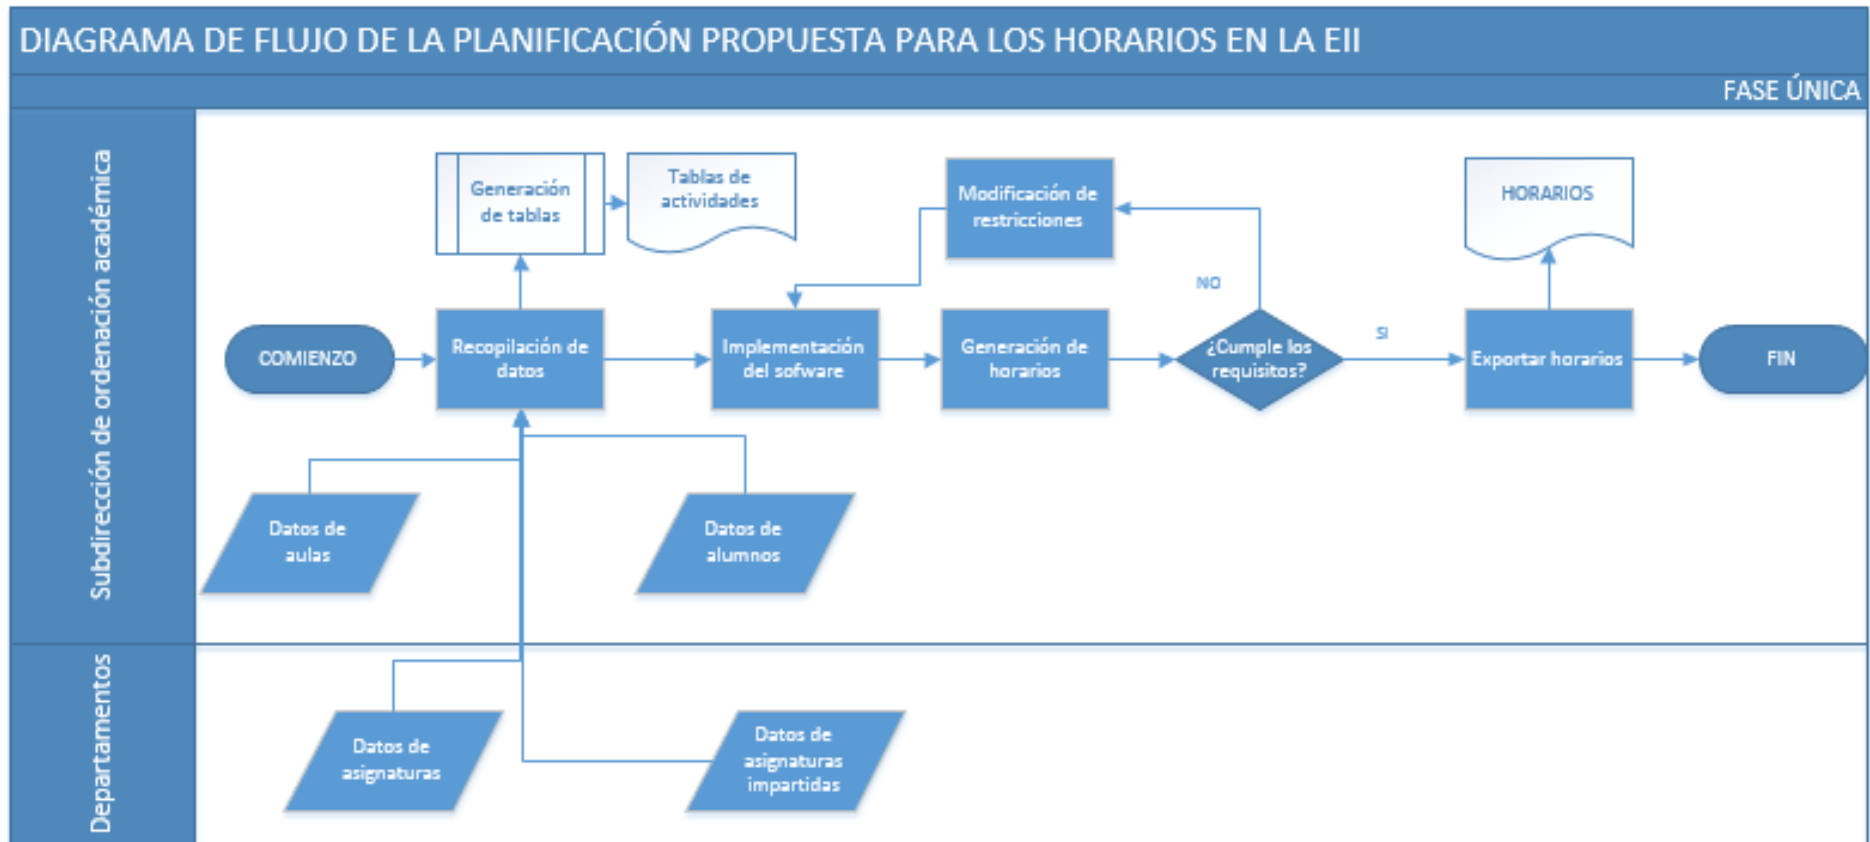 DIAGRAMA DE FLUJO DE LA PLANIFICACIÓN PROPUESTA PARA LOS HORARIOS EN LA EII
FASE ÚNICA
Subdirección de ordenación académica
Generación
de tablas
Tablas de
actividades
Modificación de
restricciones
HORARIOS
NO
SI
COMIENZO
Recopilación de
datos
Implementación
del sofware
Generación de
horarios
¿Cumple los
requisitos?
Exportar horarios
FIN
Datos de
aulas
Datos de
alumnos
Departamentos
Datos de
asignaturas
Datos de
asignaturas
impartidas